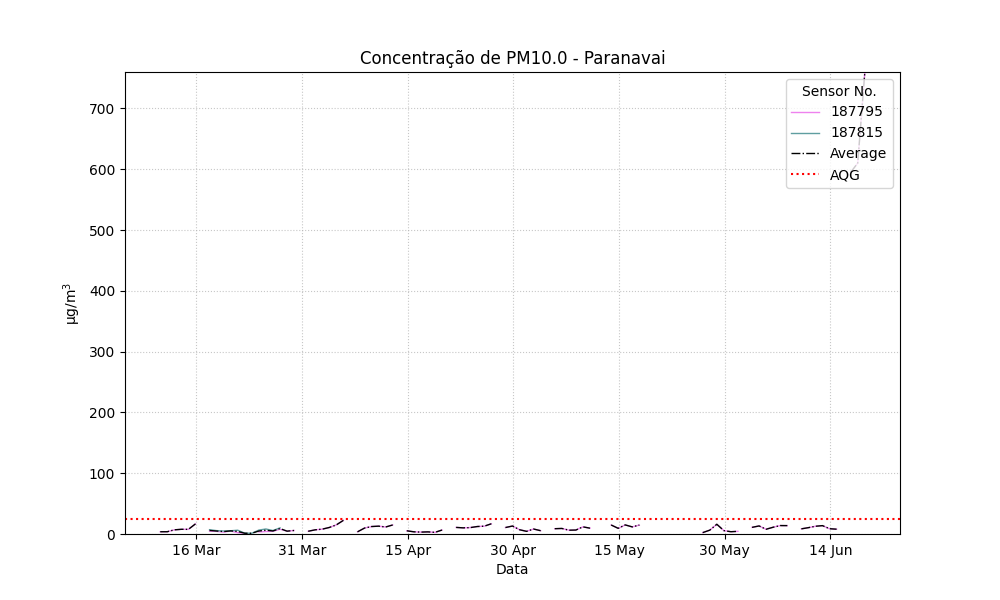 Concentração de PM10.0 - Paranavai
Sensor No.
187795
187815
Average
AQG
700
600
500
400
300
200
100
0
µg/m³
16 Mar
31 Mar
15 Apr
30 Apr
15 May
30 May
14 Jun
Data